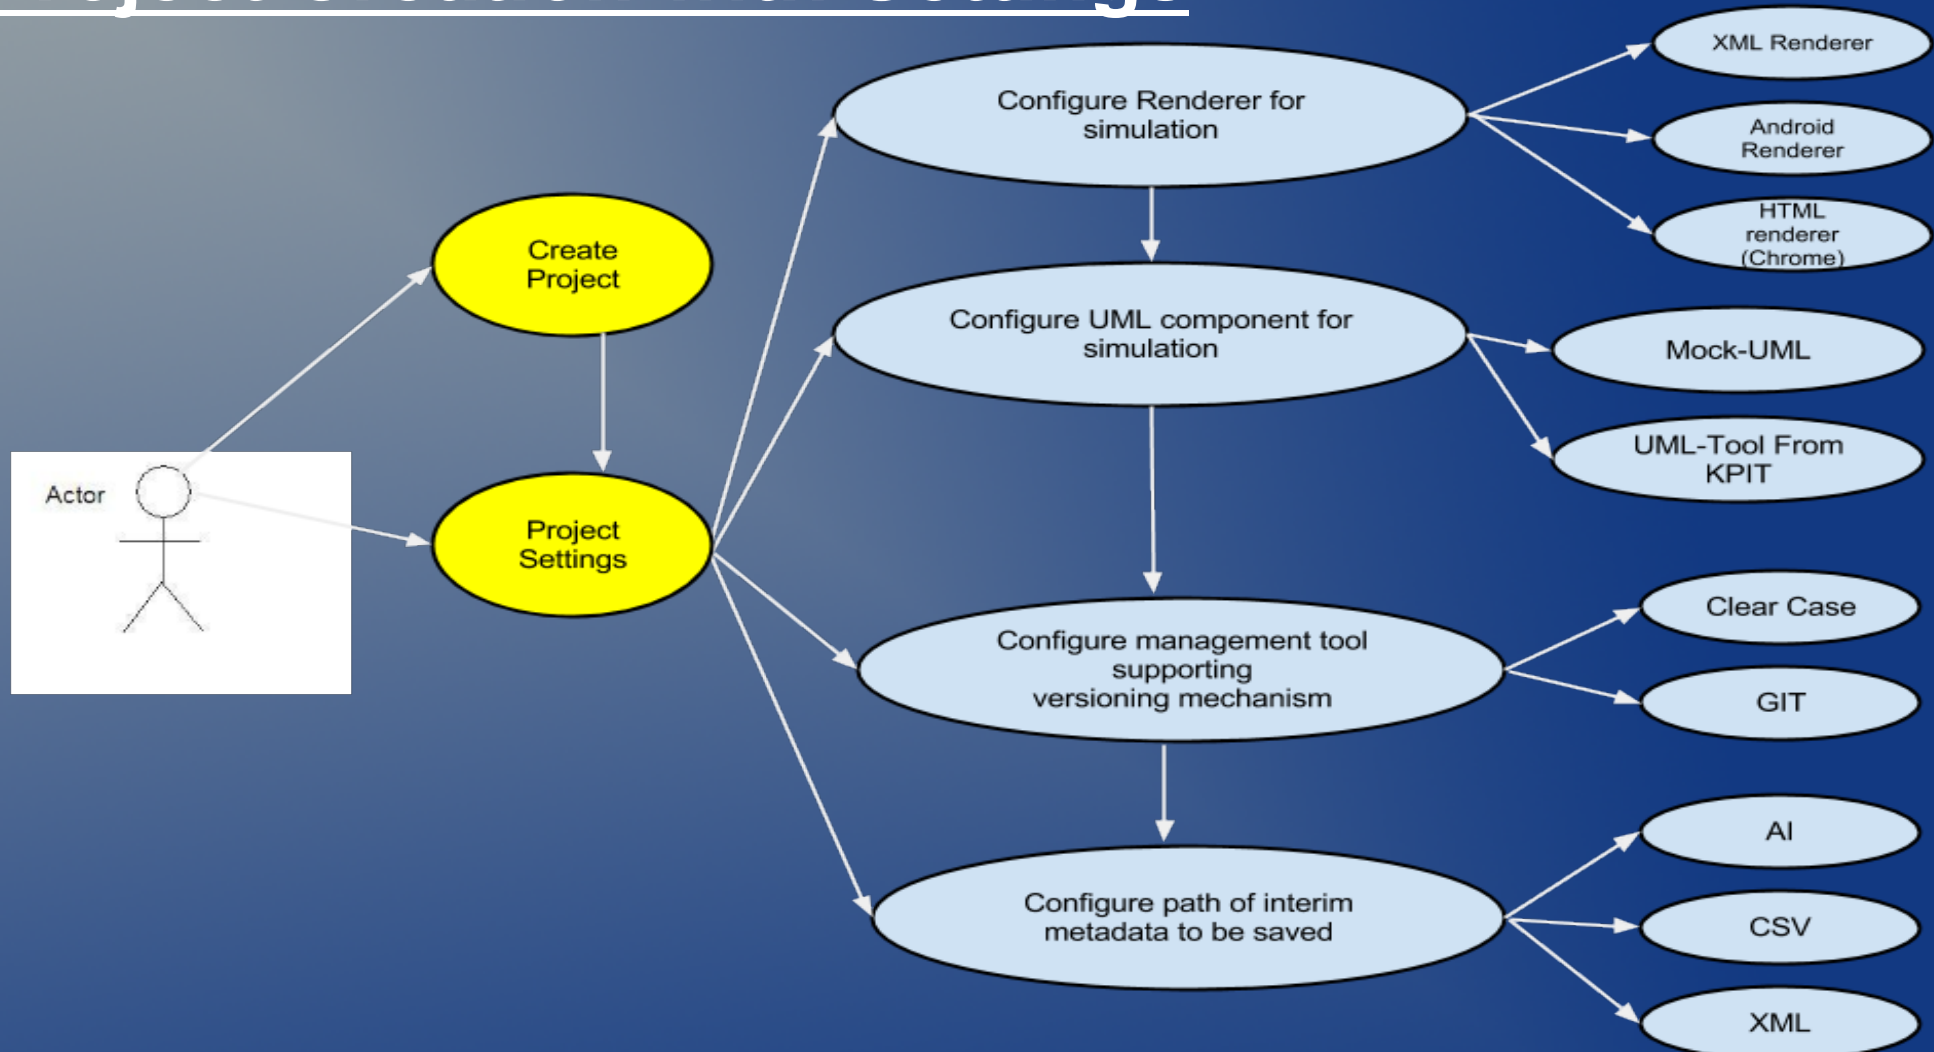 XML Renderer
Configure Renderer for
simulation
Android
Renderer
HTML
renderer
(Chrome)
Create
Project
Configure UML component for
simulation
Mock-UML
UML-Tool From
KPIT
Actor
Project
Settings
Clear Case
Configure management tool
supporting
versioning mechanism
GIT
AI
Configure path of interim
metadata to be saved
CSV
XML